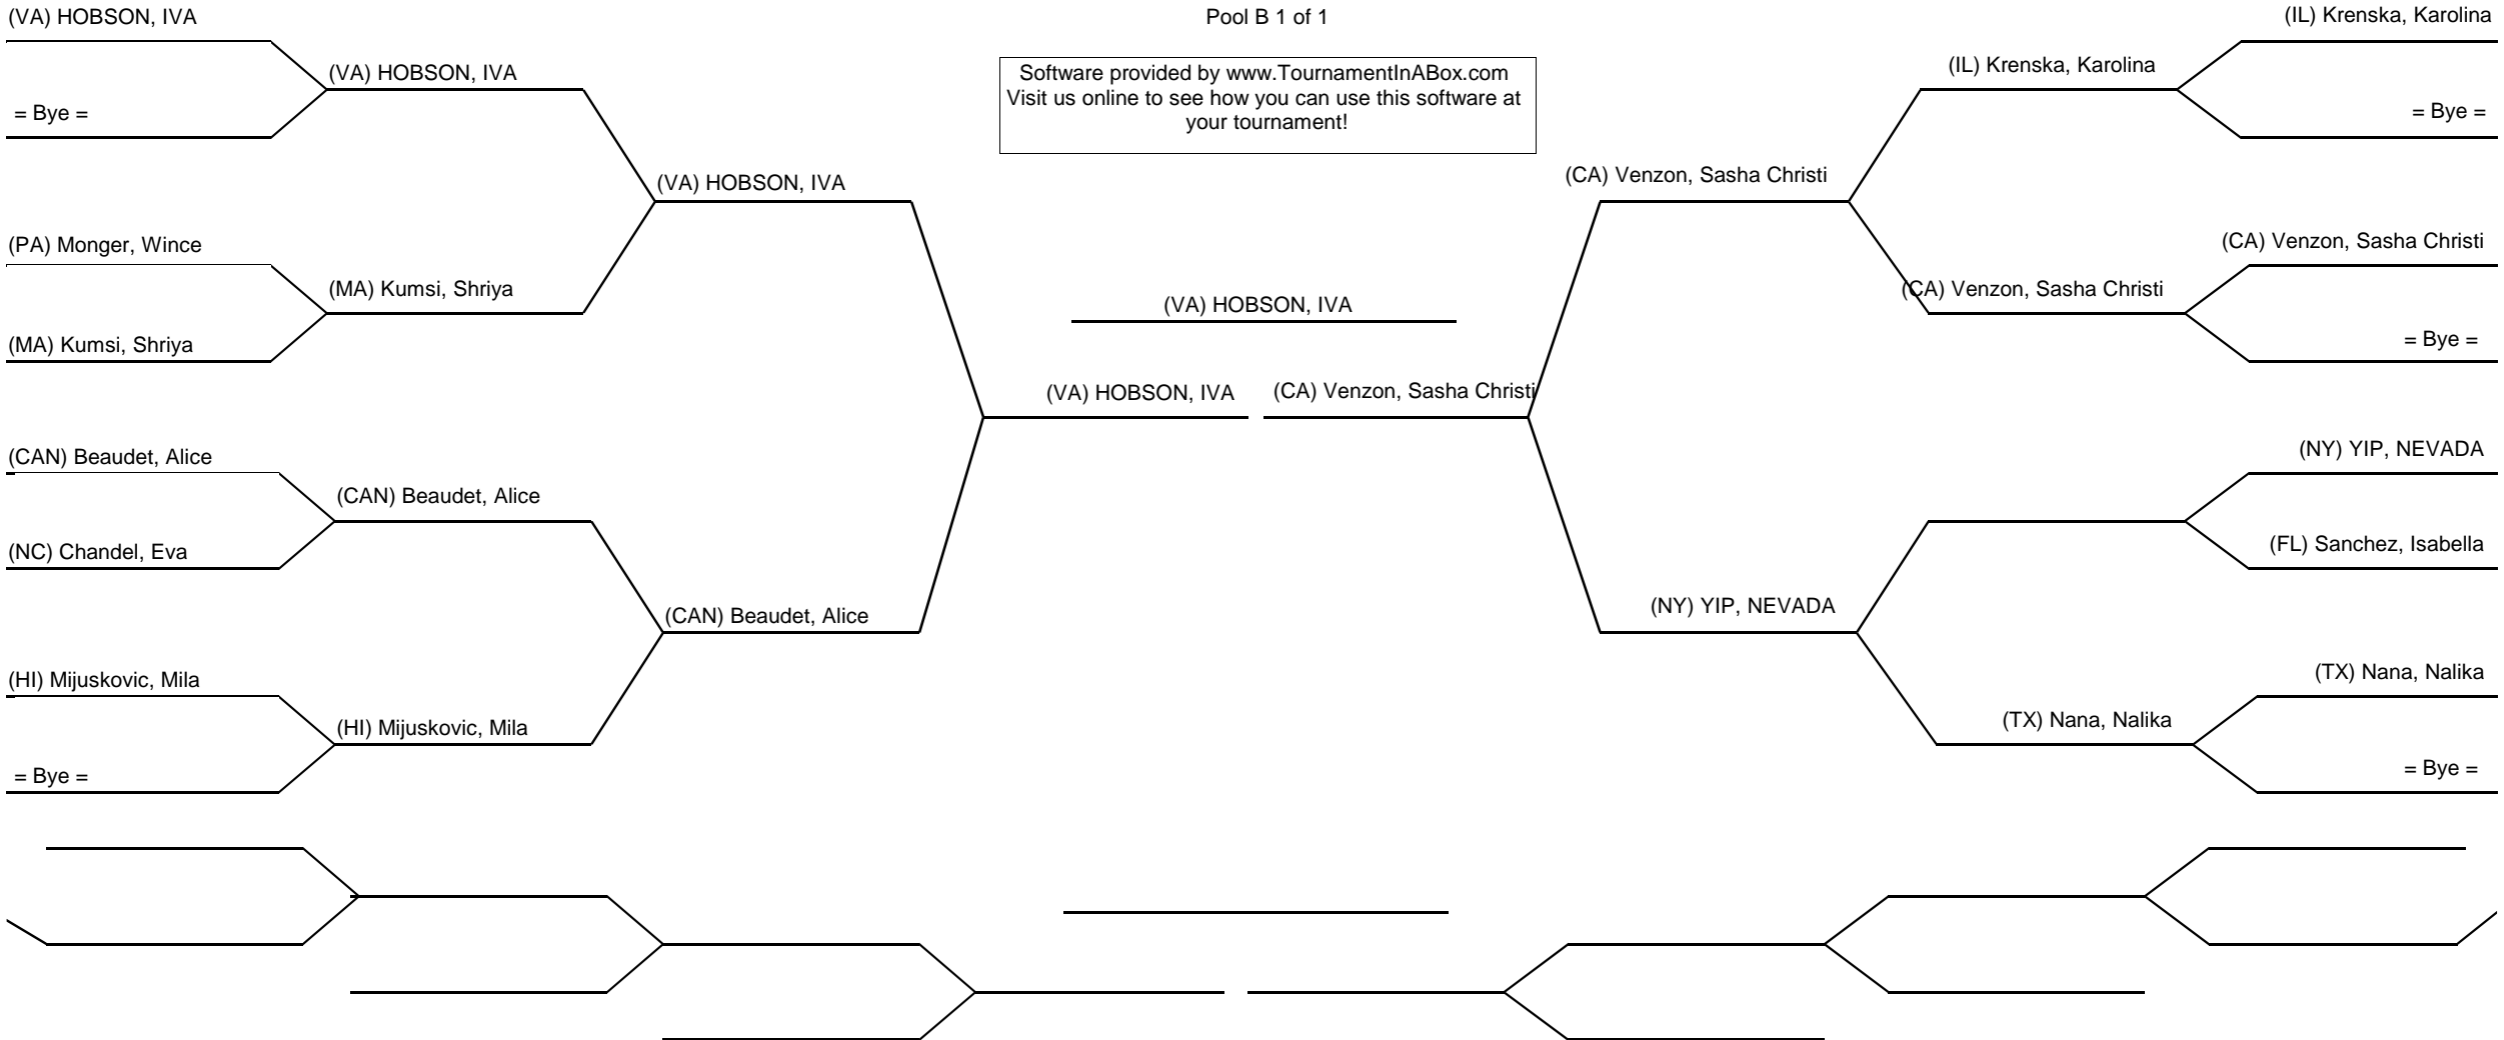 (VA) HOBSON, IVA
= Bye =
(PA) Monger, Wince
(MA) Kumsi, Shriya
(CAN) Beaudet, Alice
(NC) Chandel, Eva
(HI) Mijuskovic, Mila
= Bye =
(VA) HOBSON, IVA
(MA) Kumsi, Shriya
(CAN) Beaudet, Alice
(HI) Mijuskovic, Mila
(VA) HOBSON, IVA
(CAN) Beaudet, Alice
Pool B 1 of 1
Software provided by www.TournamentInABox.com
Visit us online to see how you can use this software at
your tournament!
(VA) HOBSON, IVA
(VA) HOBSON, IVA
(CA) Venzon, Sasha Christi
(CA) Venzon, Sasha Christi
(NY) YIP, NEVADA
(IL) Krenska, Karolina
(CA) Venzon, Sasha Christi
(TX) Nana, Nalika
(IL) Krenska, Karolina
= Bye =
(CA) Venzon, Sasha Christi
= Bye =
(NY) YIP, NEVADA
(FL) Sanchez, Isabella
(TX) Nana, Nalika
= Bye =